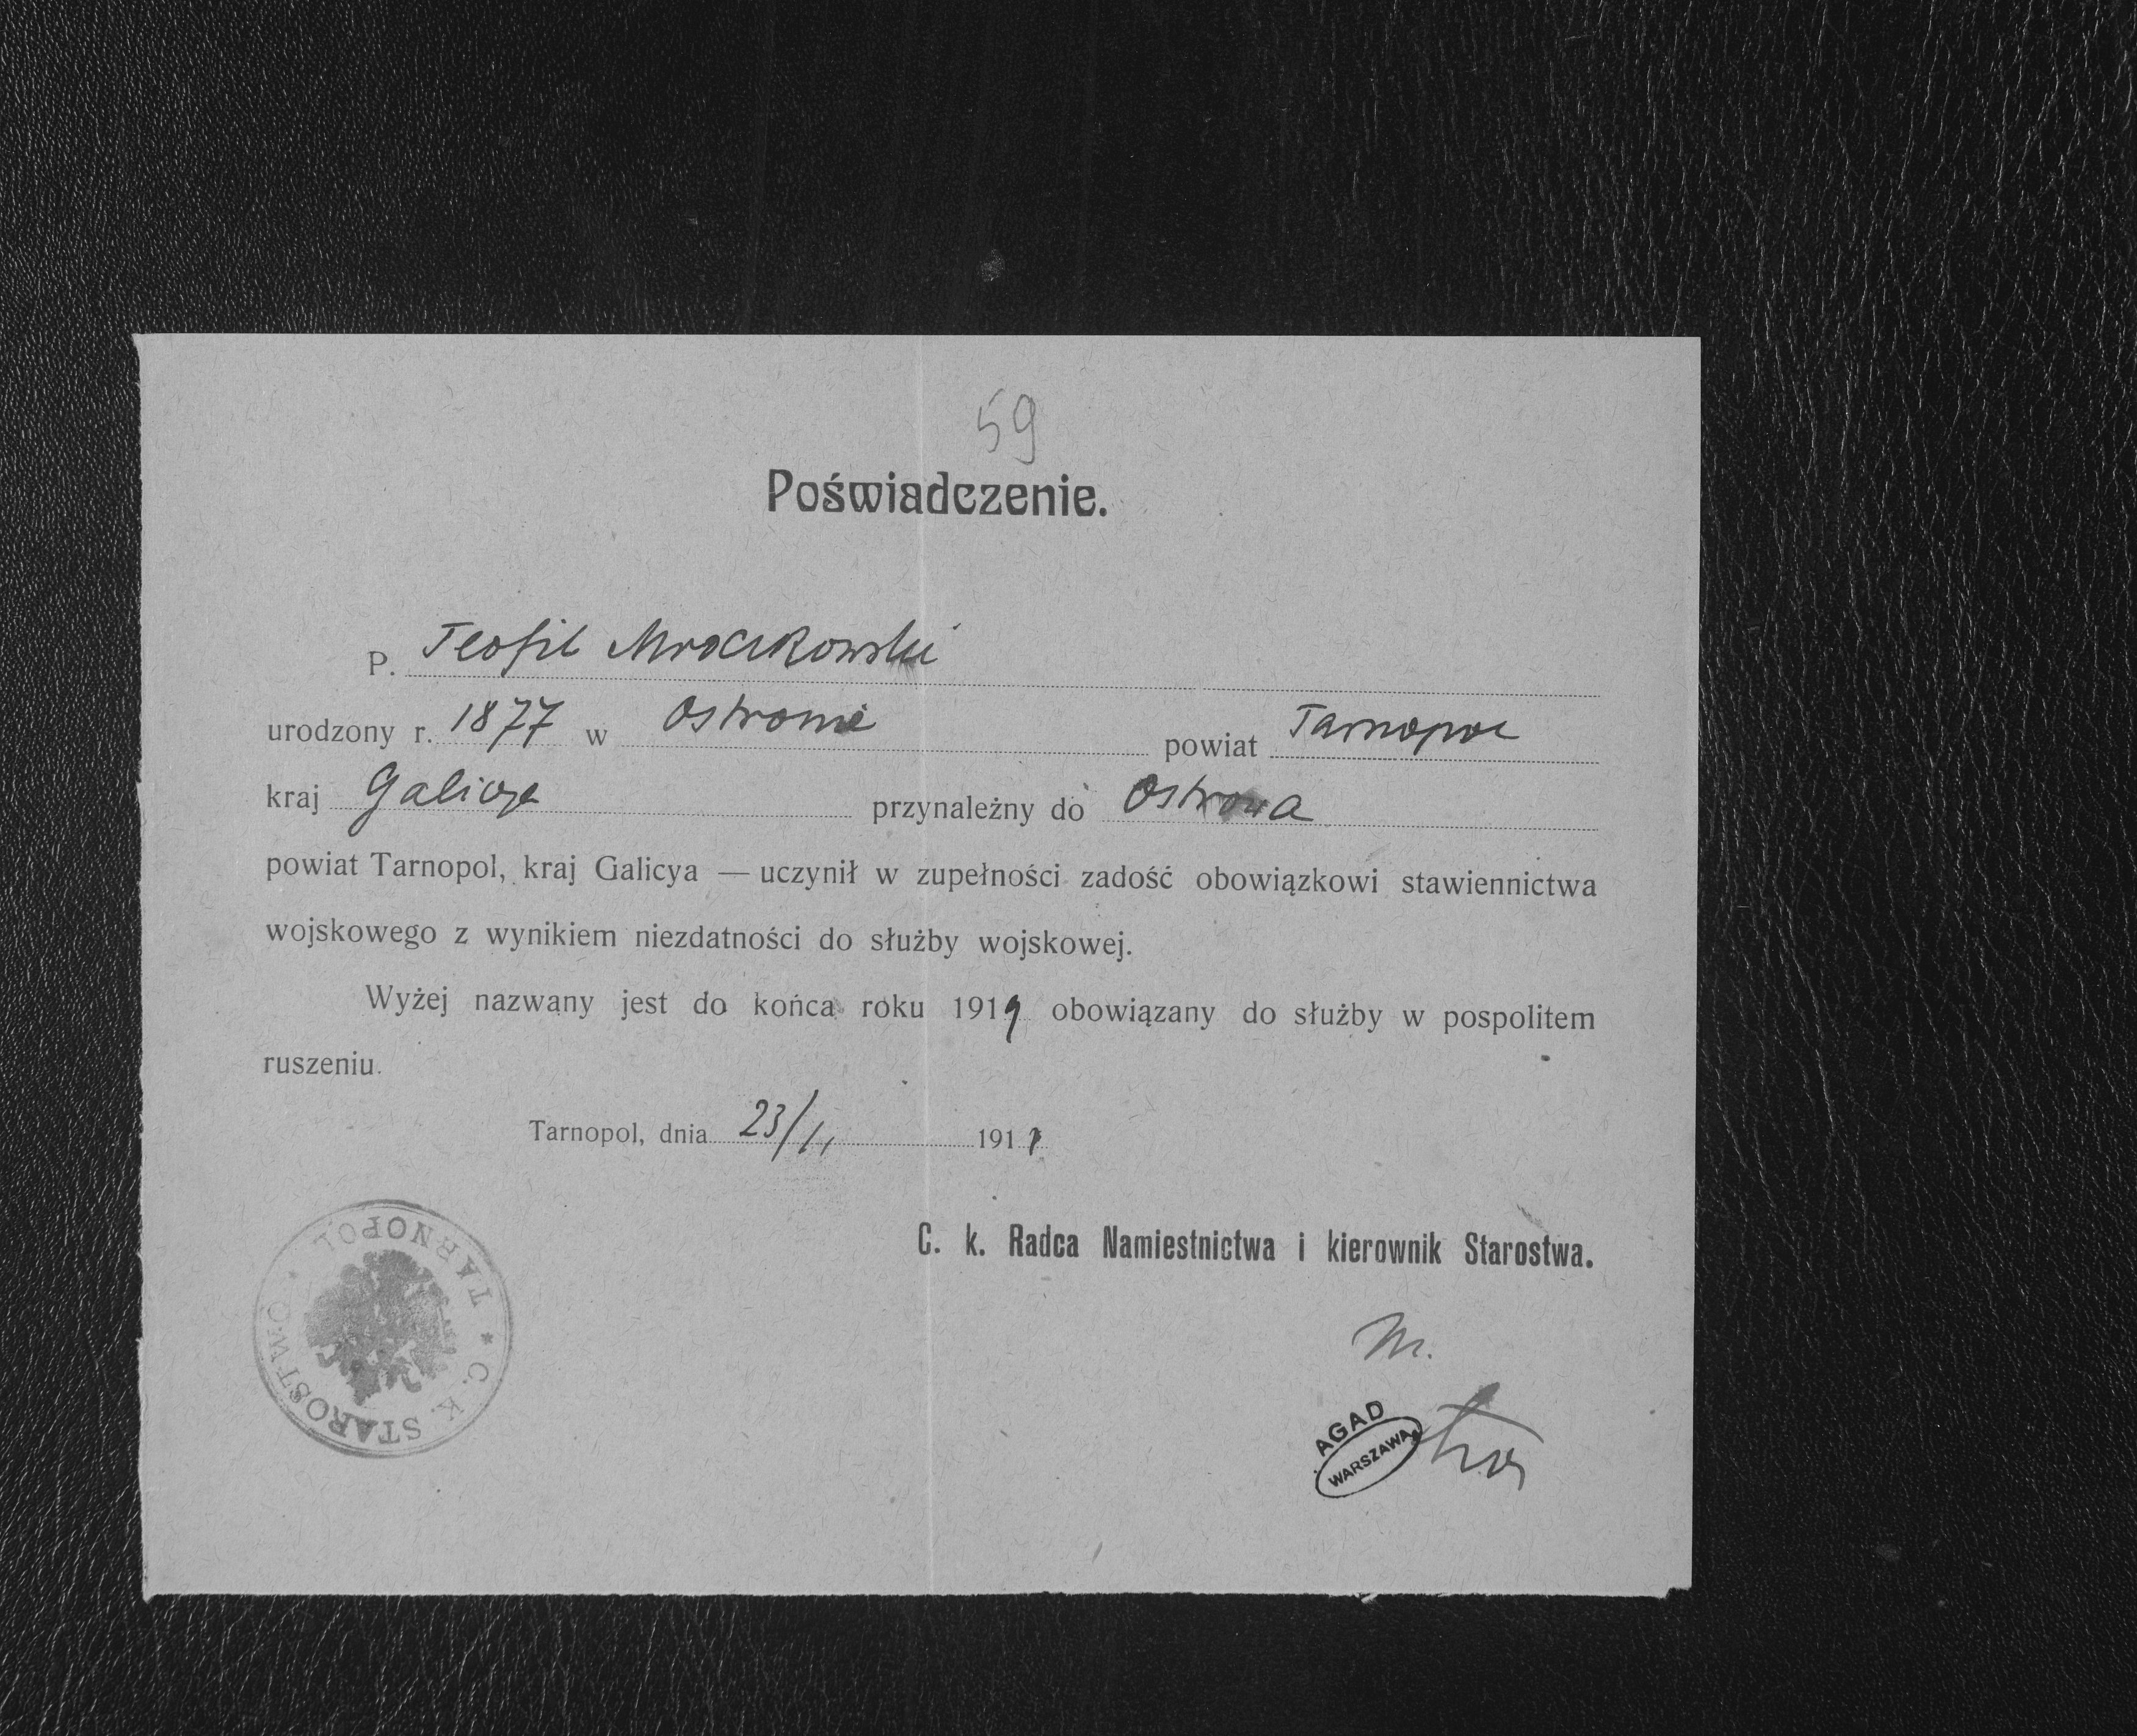 59
Poświadczenie.
P. Teofil Mroczkowski
urodzony r. 1877 w Ostrowie powiat Tarnopol
kraj Galicya przynależny do Ostrowa
powiat Tarnopol, kraj Galicya — uczynił w zupełności zadość obowiązkowi stawiennictwa
wojskowego z wynikiem niezdatności do służby wojskowej.
Wyżej nazwany jest do końca roku 1919 obowiązany do służby w pospolitem
ruszeniu.
Tarnopol, dnia 23/11 1911
C. k. Radca Namiestnictwa i kierownik Starostwa.
C. K. STAROSTWO * TARNOPOL
AGAD
WARSZAWA